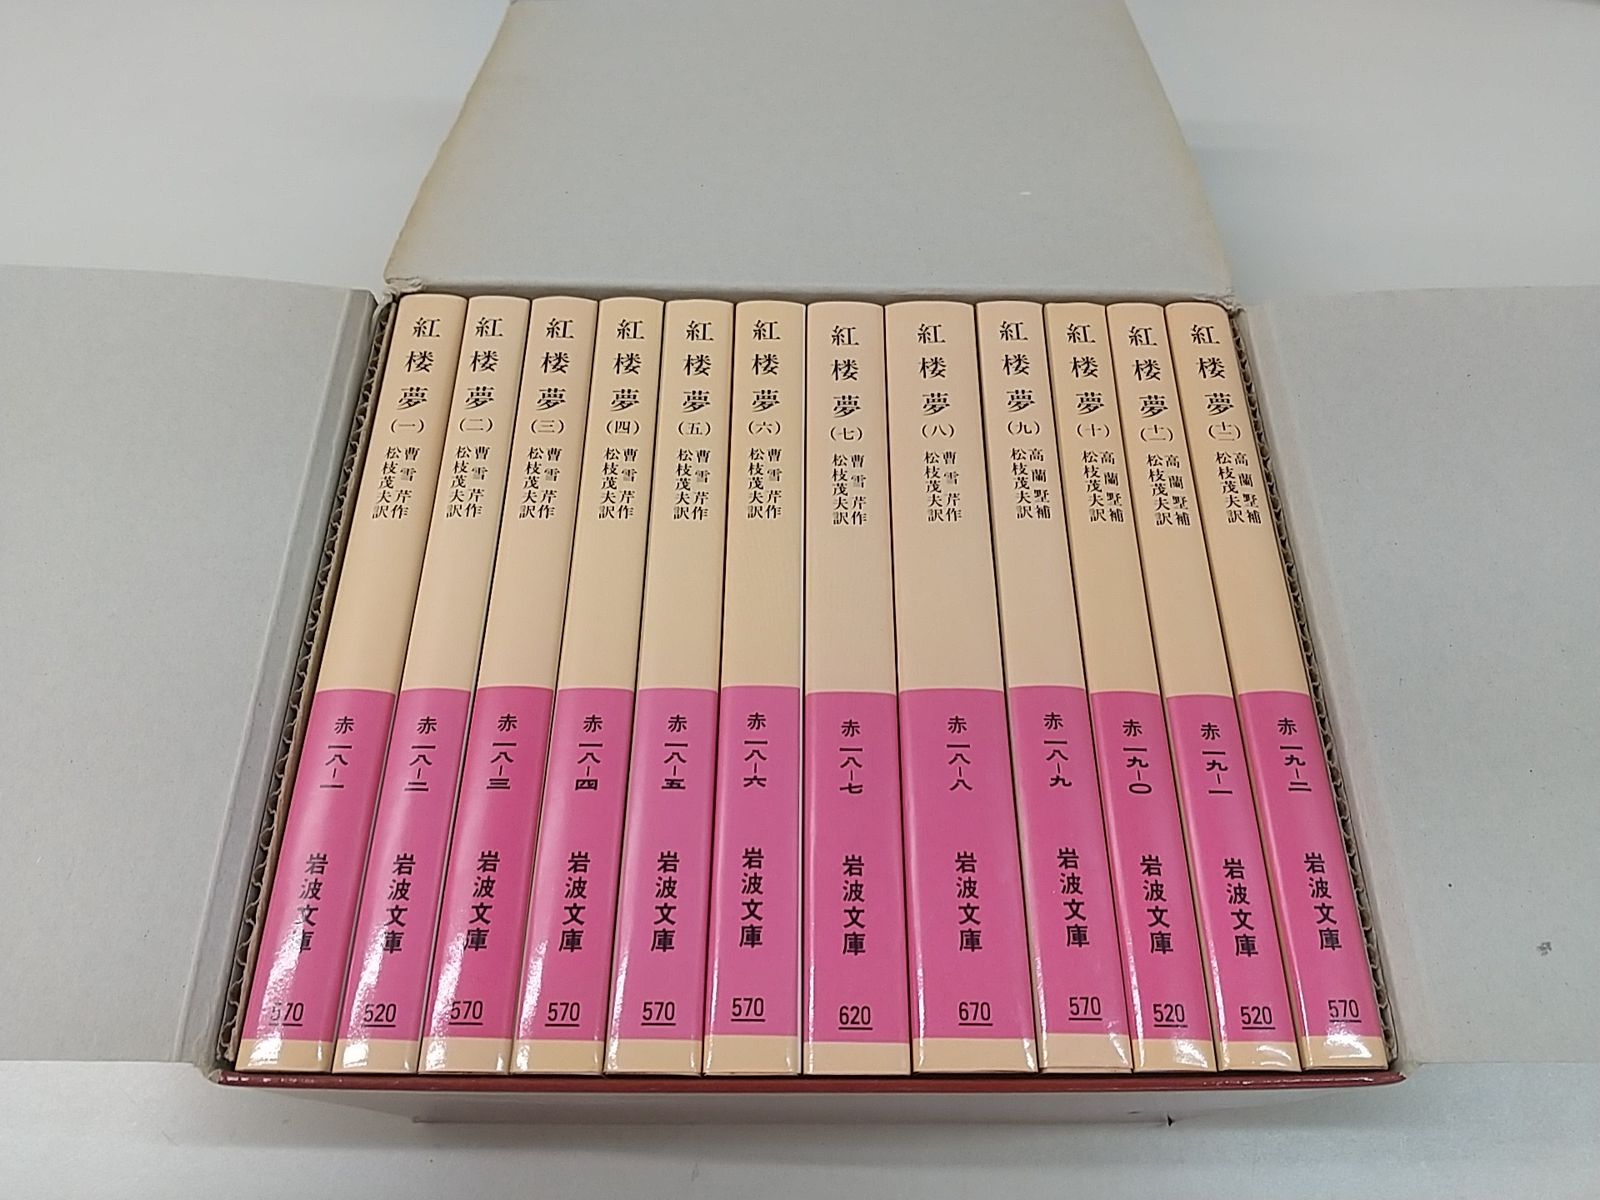 紅楼夢(一)
曹雪芹作
松枝茂夫訳
赤一八-一
岩波文庫
570
紅楼夢(二)
曹雪芹作
松枝茂夫訳
赤一八-二
岩波文庫
520
紅楼夢(三)
曹雪芹作
松枝茂夫訳
赤一八-三
岩波文庫
570
紅楼夢(四)
曹雪芹作
松枝茂夫訳
赤一八-四
岩波文庫
570
紅楼夢(五)
曹雪芹作
松枝茂夫訳
赤一八-五
岩波文庫
570
紅楼夢(六)
曹雪芹作
松枝茂夫訳
赤一八-六
岩波文庫
570
紅楼夢(七)
曹雪芹作
松枝茂夫訳
赤一八-七
岩波文庫
620
紅楼夢(八)
曹雪芹作
松枝茂夫訳
赤一八-八
岩波文庫
670
紅楼夢(九)
高蘭墅補
松枝茂夫訳
赤一八-九
岩波文庫
570
紅楼夢(十)
高蘭墅補
松枝茂夫訳
赤一九-〇
岩波文庫
520
紅楼夢(十一)
高蘭墅補
松枝茂夫訳
赤一九-一
岩波文庫
520
紅楼夢(十二)
高蘭墅補
松枝茂夫訳
赤一九-二
岩波文庫
570